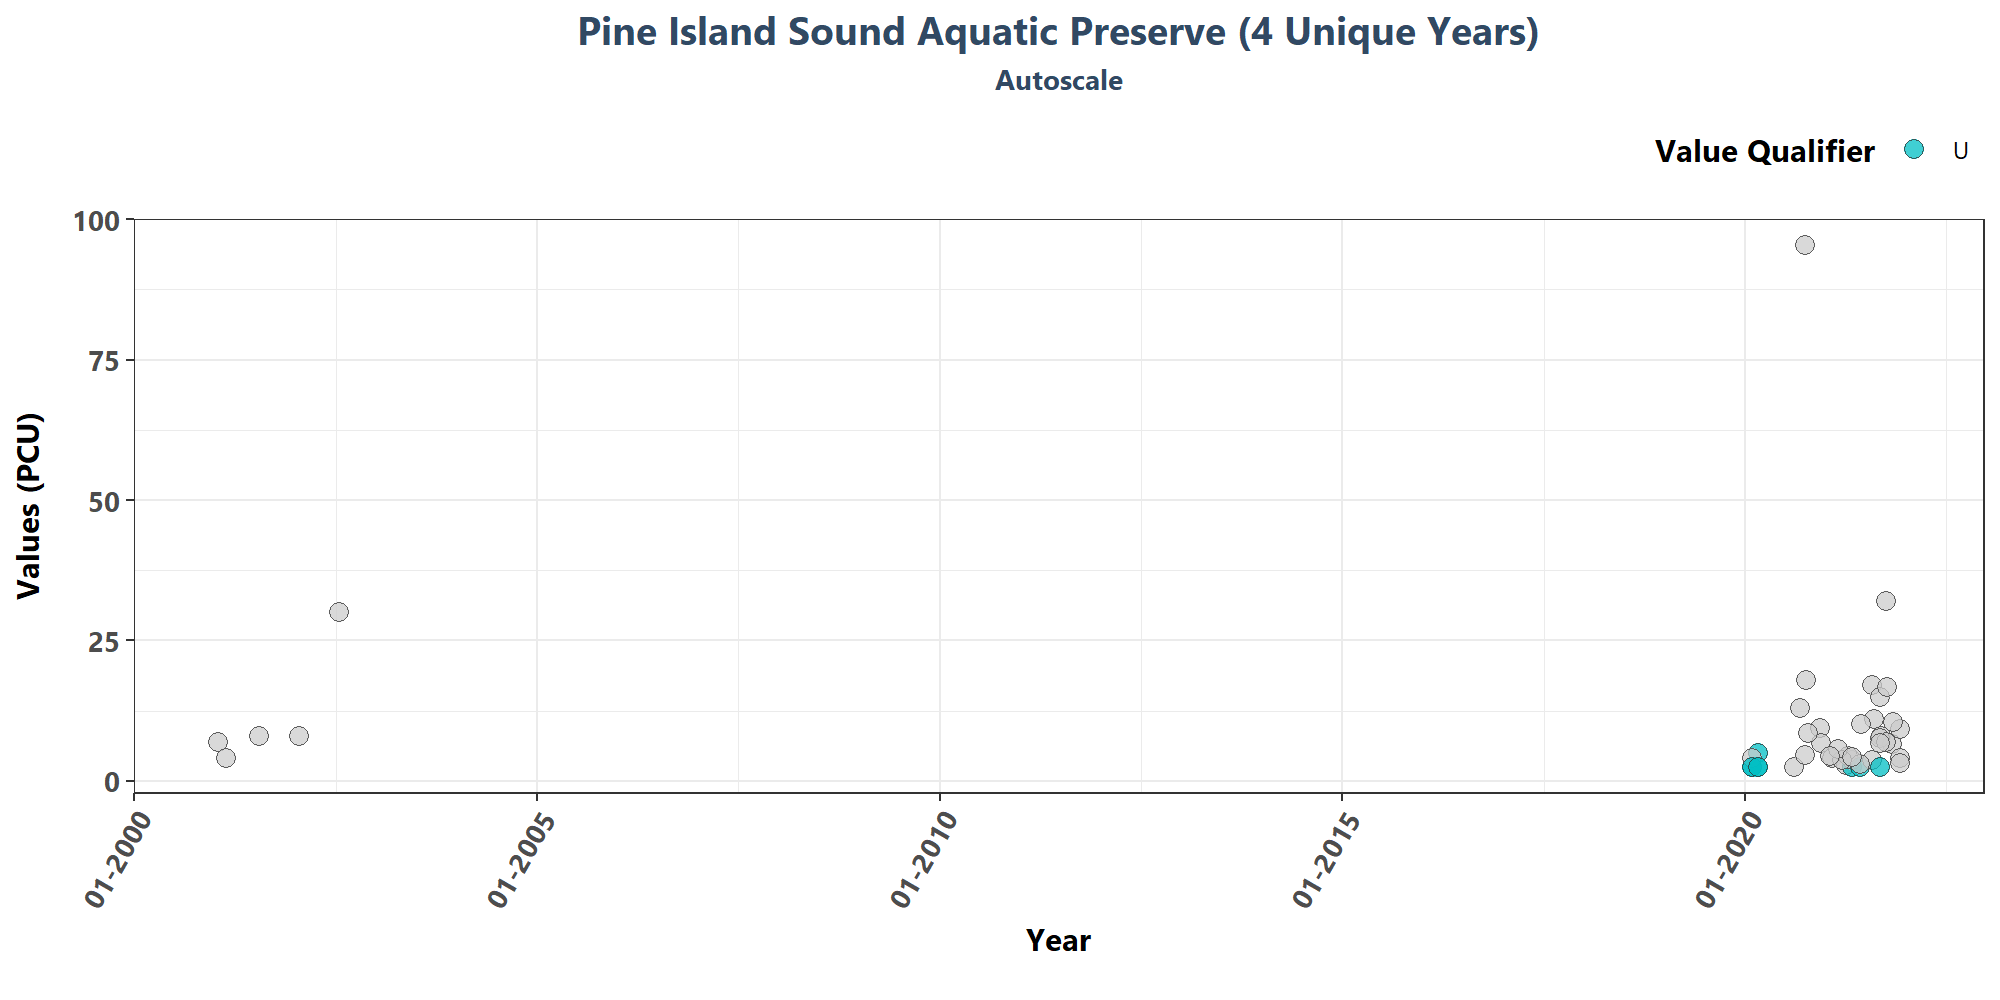 Pine Island Sound Aquatic Preserve (4 Unique Years)
Autoscale
Value Qualifier U
100
75
50
25
0
Values (PCU)
01-2000
01-2005
01-2010
01-2015
01-2020
Year